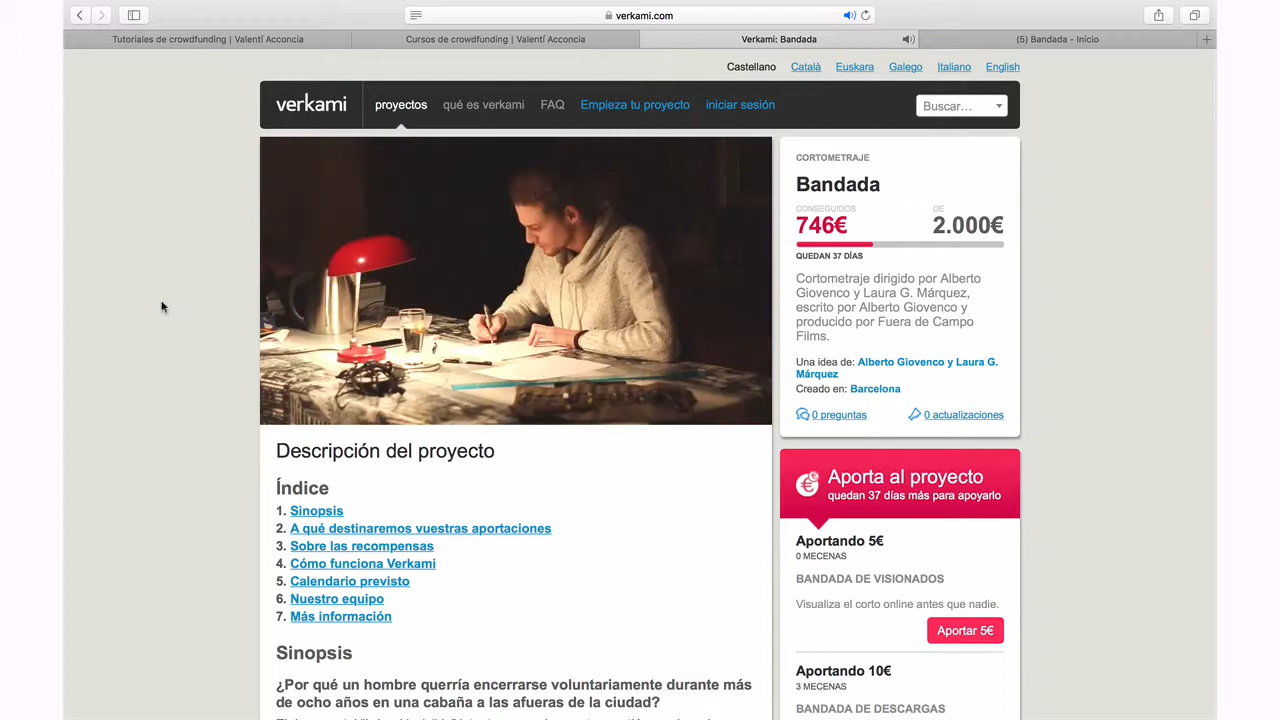 verkami.com
Tutoriales de crowdfunding | Valentí Acconcia
Cursos de crowdfunding | Valentí Acconcia
Verkami: Bandada
(5) Bandada - Inicio
Castellano Català Euskara Galego Italiano English
verkami proyectos qué es verkami FAQ Empieza tu proyecto iniciar sesión Buscar...
CORTOMETRAJE
Bandada
CONSEGUIDOS DE
746€ 2.000€
QUEDAN 37 DÍAS
Cortometraje dirigido por Alberto
Giovenco y Laura G. Márquez,
escrito por Alberto Giovenco y
producido por Fuera de Campo
Films.
Una idea de: Alberto Giovenco y Laura G.
Márquez
Creado en: Barcelona
0 preguntas 0 actualizaciones
Descripción del proyecto
Índice
1. Sinopsis
2. A qué destinaremos vuestras aportaciones
3. Sobre las recompensas
4. Cómo funciona Verkami
5. Calendario previsto
6. Nuestro equipo
7. Más información
Sinopsis
¿Por qué un hombre querría encerrarse voluntariamente durante más
de ocho años en una cabaña a las afueras de la ciudad?
Aporta al proyecto
quedan 37 días más para apoyarlo
Aportando 5€
0 MECENAS
BANDADA DE VISIONADOS
Visualiza el corto online antes que nadie.
Aportar 5€
Aportando 10€
3 MECENAS
BANDADA DE DESCARGAS